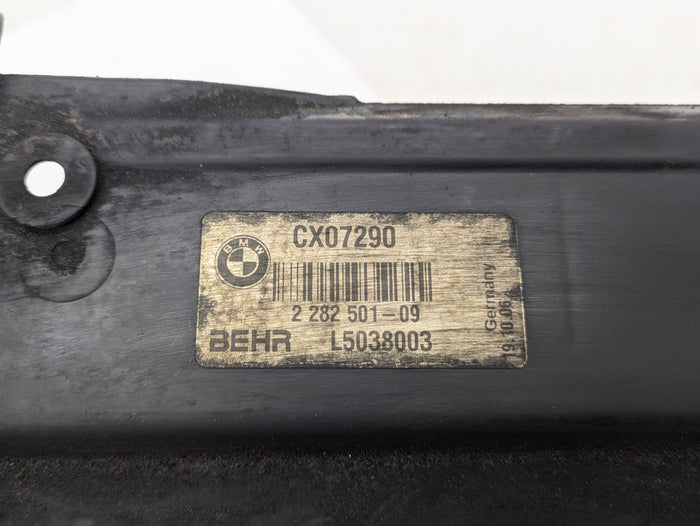 BMW
CX07290
2 282 501-09
BEHR L5038003
Germany
19.10.06